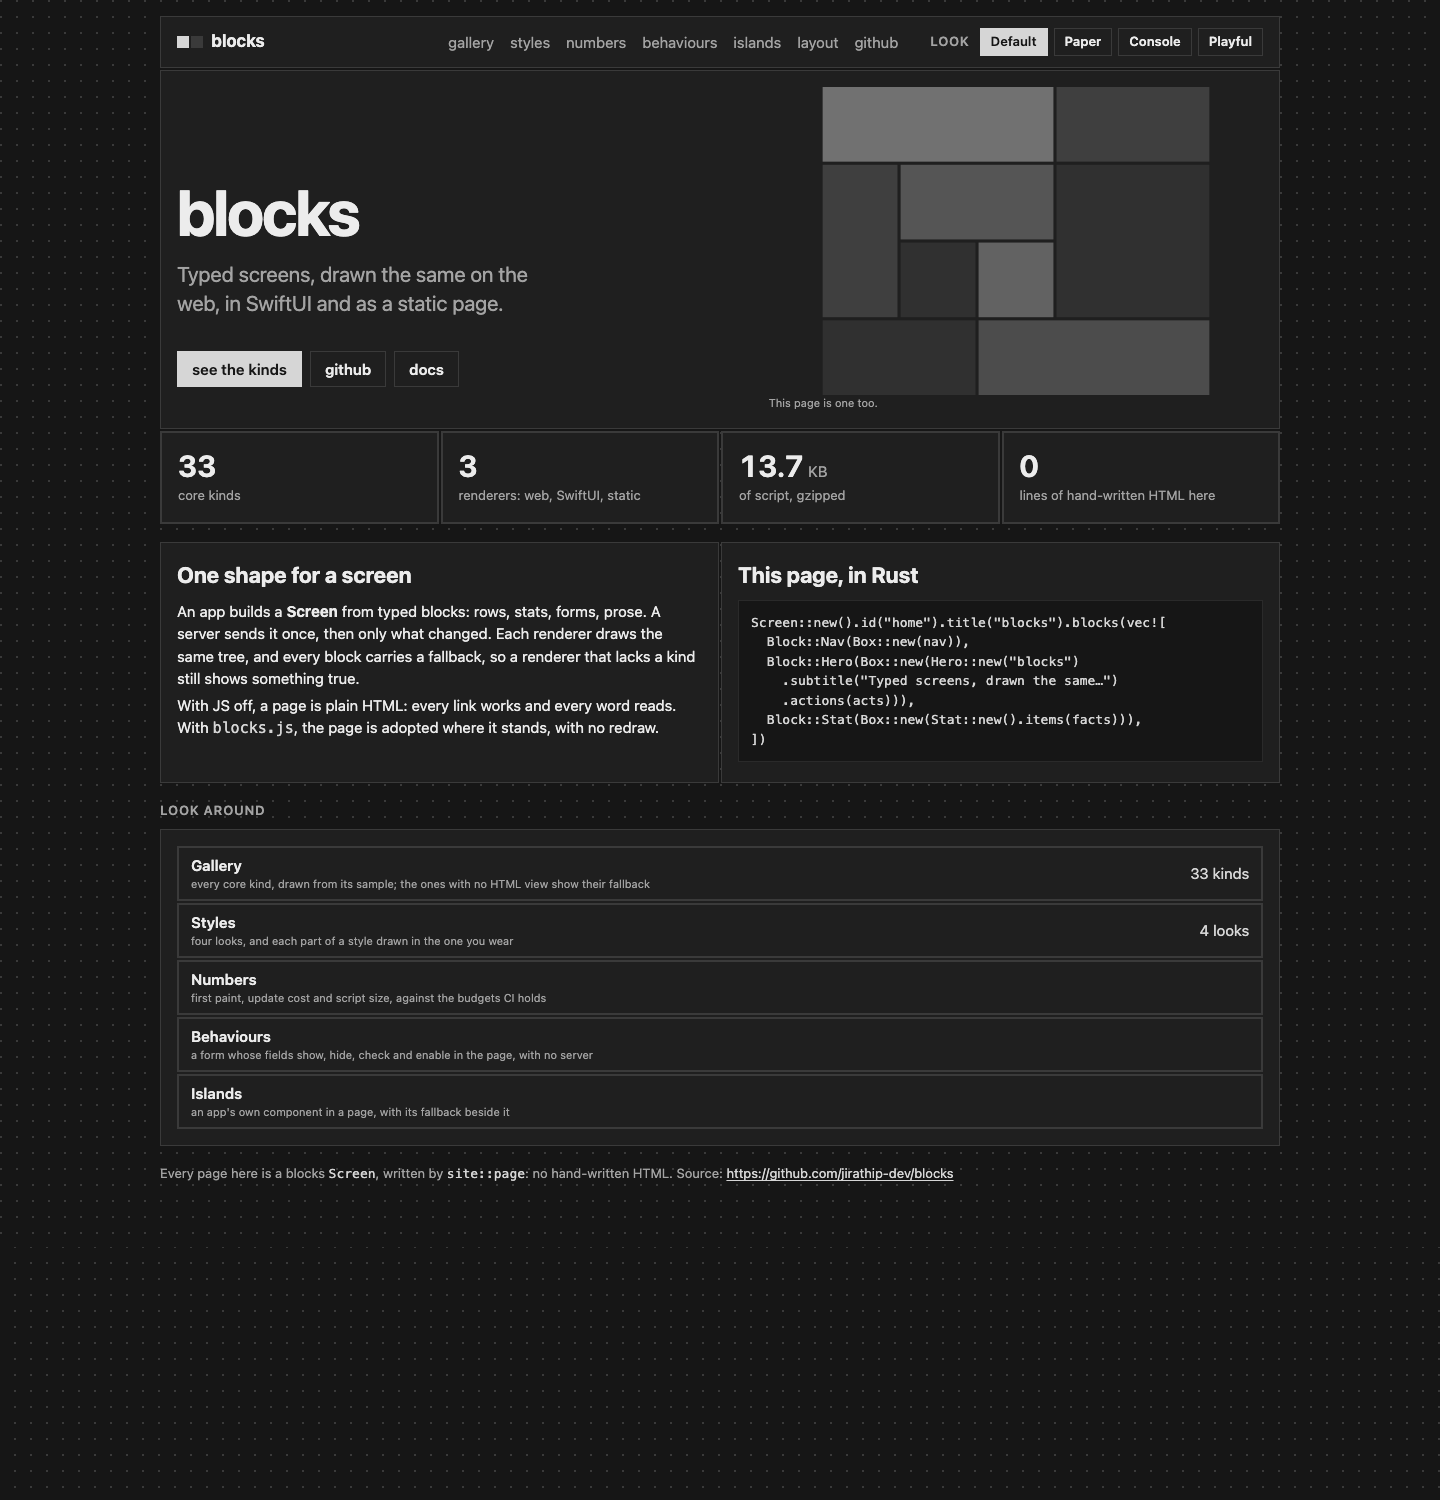 blocks
gallery styles numbers behaviours islands layout github LOOK Default Paper Console Playful
blocks
Typed screens, drawn the same on the
web, in SwiftUI and as a static page.
see the kinds github docs
This page is one too.
33
core kinds
3
renderers: web, SwiftUI, static
13.7 KB
of script, gzipped
0
lines of hand-written HTML here
One shape for a screen
An app builds a Screen from typed blocks: rows, stats, forms, prose. A
server sends it once, then only what changed. Each renderer draws the
same tree, and every block carries a fallback, so a renderer that lacks a kind
still shows something true.
With JS off, a page is plain HTML: every link works and every word reads.
With blocks.js, the page is adopted where it stands, with no redraw.
This page, in Rust
Screen::new().id("home").title("blocks").blocks(vec![
  Block::Nav(Box::new(nav)),
  Block::Hero(Box::new(Hero::new("blocks")
    .subtitle("Typed screens, drawn the same…")
    .actions(acts))),
  Block::Stat(Box::new(Stat::new().items(facts))),
])
LOOK AROUND
Gallery
every core kind, drawn from its sample; the ones with no HTML view show their fallback
33 kinds
Styles
four looks, and each part of a style drawn in the one you wear
4 looks
Numbers
first paint, update cost and script size, against the budgets CI holds
Behaviours
a form whose fields show, hide, check and enable in the page, with no server
Islands
an app's own component in a page, with its fallback beside it
Every page here is a blocks Screen, written by site::page: no hand-written HTML. Source: https://github.com/jirathip-dev/blocks